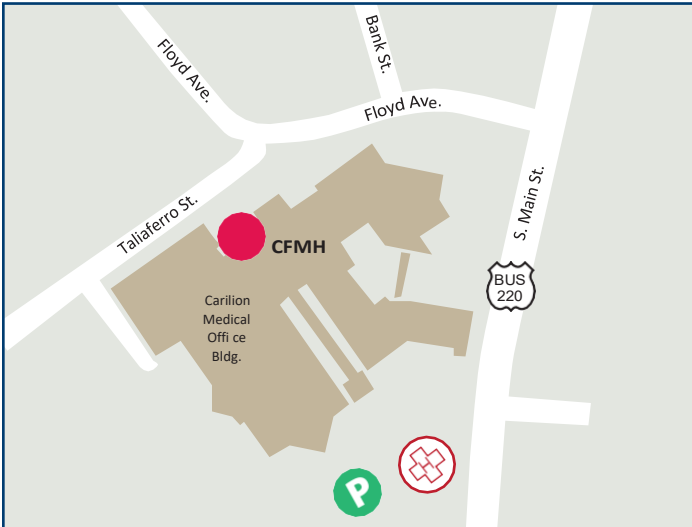 Floyd Ave.
Bank St.
Floyd Ave.
Taliaferro St.
S. Main St.
CFMH
BUS
220
Carilion
Medical
Offi ce
Bldg.
P